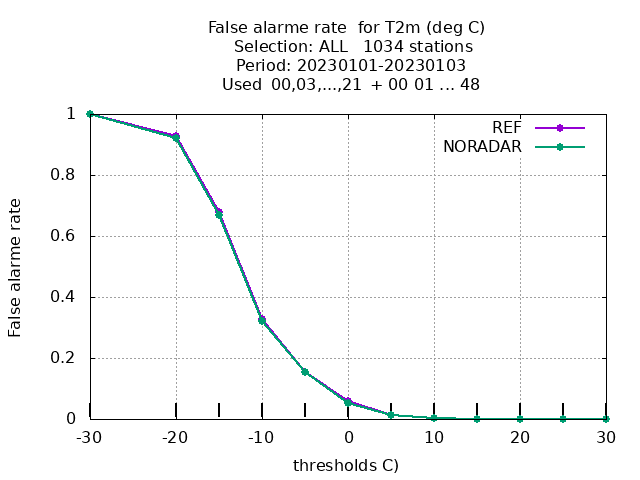 False alarme rate  for T2m (deg C)
Selection: ALL   1034 stations
Period: 20230101-20230103
Used  00,03,...,21  + 00 01 ... 48
REF
NORADAR
1
0.8
0.6
0.4
0.2
0
False alarme rate
-30
-20
-10
0
10
20
30
thresholds C)